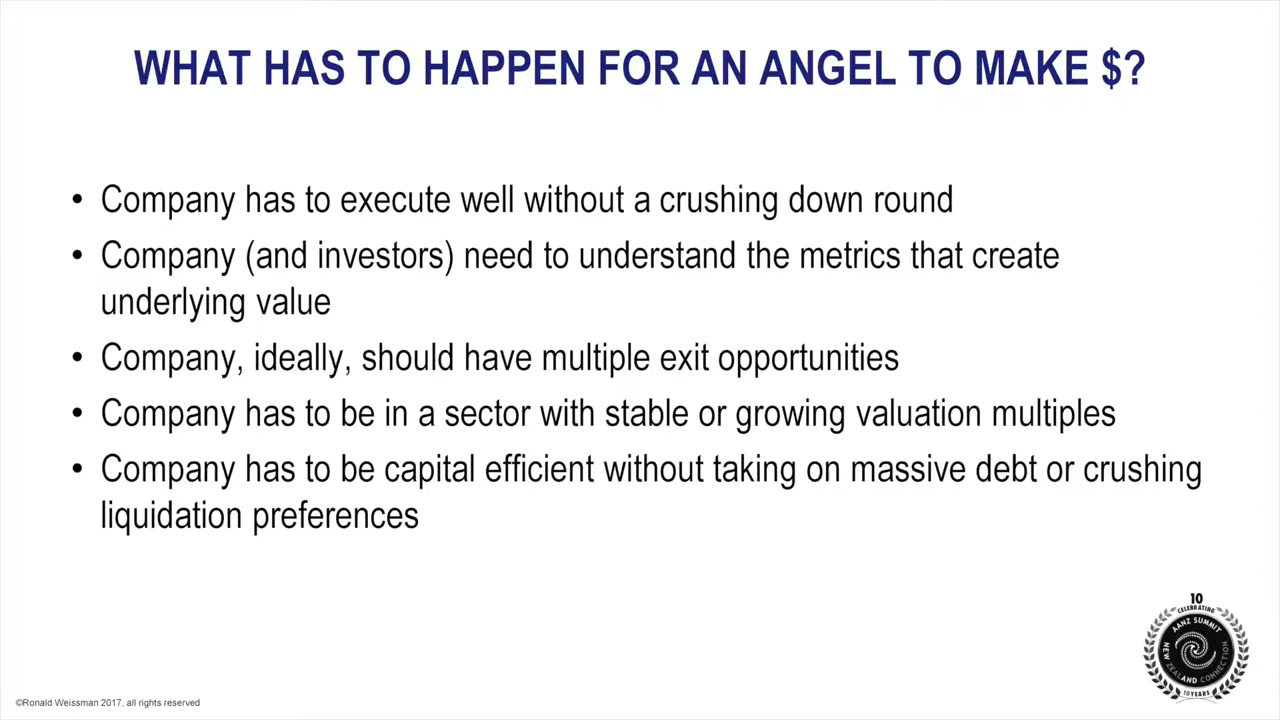 WHAT HAS TO HAPPEN FOR AN ANGEL TO MAKE $?
• Company has to execute well without a crushing down round
• Company (and investors) need to understand the metrics that create
underlying value
• Company, ideally, should have multiple exit opportunities
• Company has to be in a sector with stable or growing valuation multiples
• Company has to be capital efficient without taking on massive debt or crushing
liquidation preferences
10
CELEBRATING
AANZ SUMMIT
NEW ZEALAND CONNECTION
10 YEARS
©Ronald Weissman 2017, all rights reserved